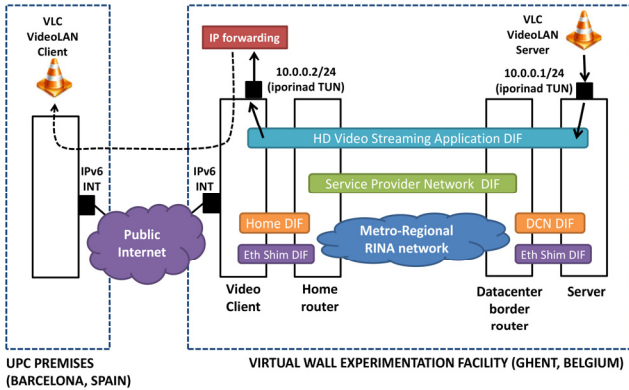 VLC
VideoLAN
Client
IP forwarding
10.0.0.2/24
(iporinad TUN)
VLC
VideoLAN
Server
10.0.0.1/24
(iporinad TUN)
HD Video Streaming Application DIF
IPv6
INT
IPv6
INT
Service Provider Network DIF
Public
Internet
Home DIF
Eth Shim DIF
Metro-Regional
RINA network
DCN DIF
Eth Shim DIF
Video
Client
Home
router
Datacenter
border
router
Server
UPC PREMISES
(BARCELONA, SPAIN)
VIRTUAL WALL EXPERIMENTATION FACILITY (GHENT, BELGIUM)